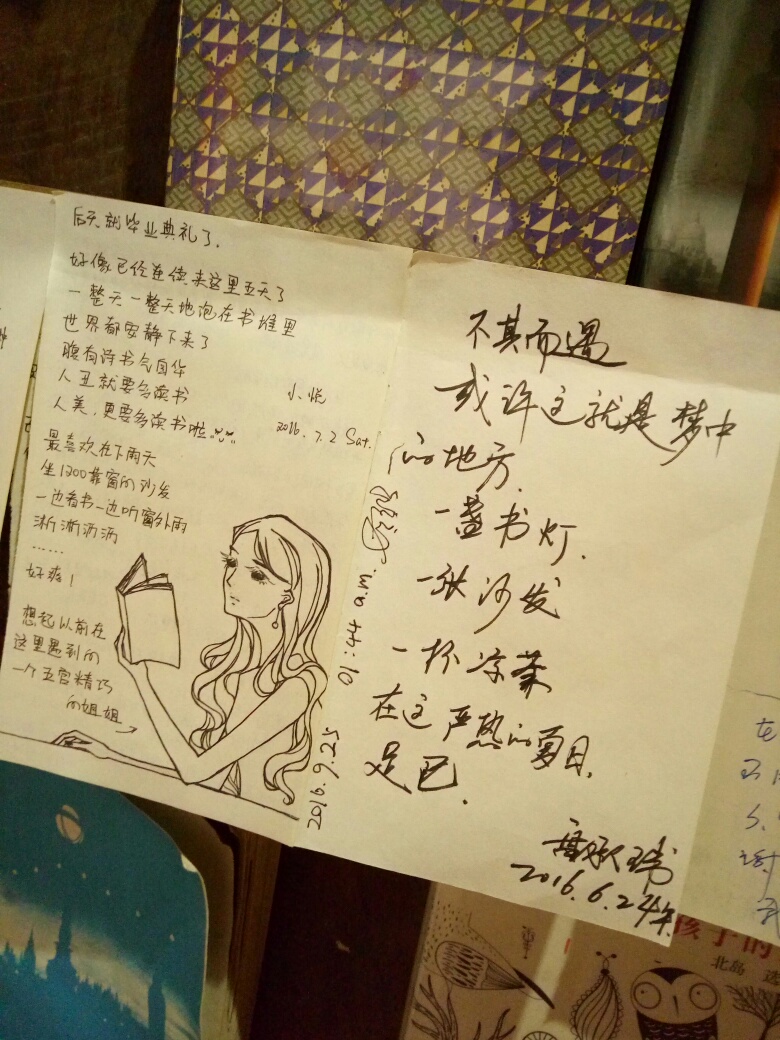 后天就毕业典礼了.
好像已经连续来这里五天了
一整天一整天地泡在书堆里
世界都安静下来了
腹有诗书气自华
人丑就要多读书
人美，更要多读书啦
小悦
2016.7.2 Sat.
最喜欢在下雨天
坐1200靠窗的沙发
一边看书一边听窗外雨
淅淅沥沥
……
好爽！
想起以前在
这里遇到的
一个五官精巧
的姐姐
2016.9.25 01:44 a.m.
不其而遇
或许这就是梦中
的地方.
一盏书灯.
一张沙发
一杯凉茶
在这严热的夏日.
足已.
2016.6.24午
孩子的
北岛 选